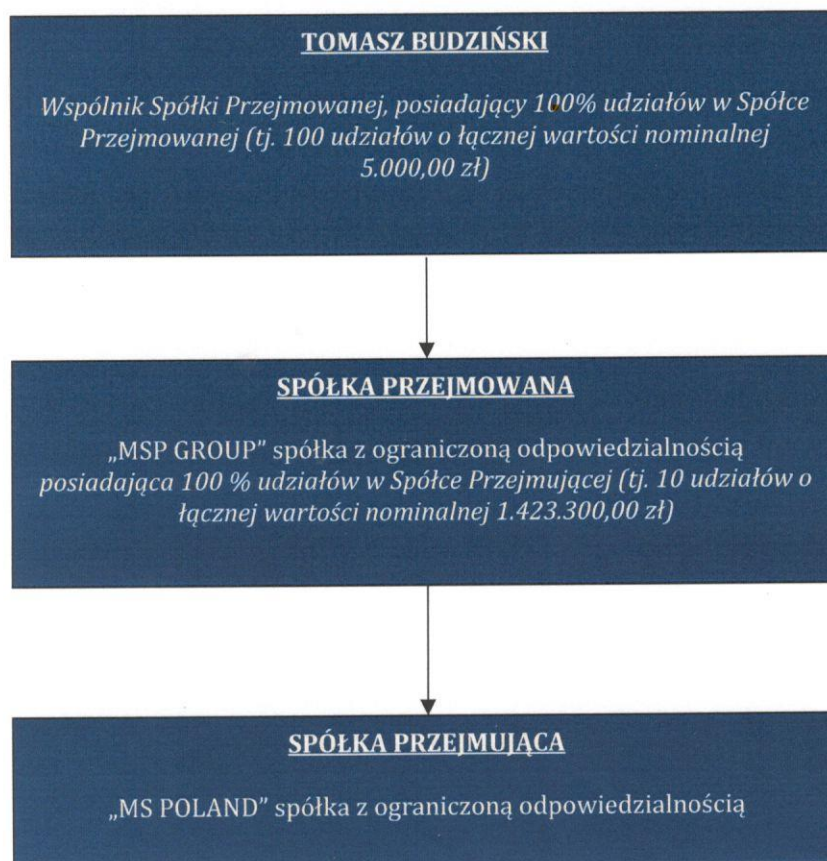 TOMASZ BUDZIŃSKI
Wspólnik Spółki Przejmowanej, posiadający 100% udziałów w Spółce
Przejmowanej (tj. 100 udziałów o łącznej wartości nominalnej
5.000,00 zł)
SPÓŁKA PRZEJMOWANA
„MSP GROUP” spółka z ograniczoną odpowiedzialnością
posiadająca 100 % udziałów w Spółce Przejmującej (tj. 10 udziałów o
łącznej wartości nominalnej 1.423.300,00 zł)
SPÓŁKA PRZEJMUJĄCA
„MS POLAND” spółka z ograniczoną odpowiedzialnością